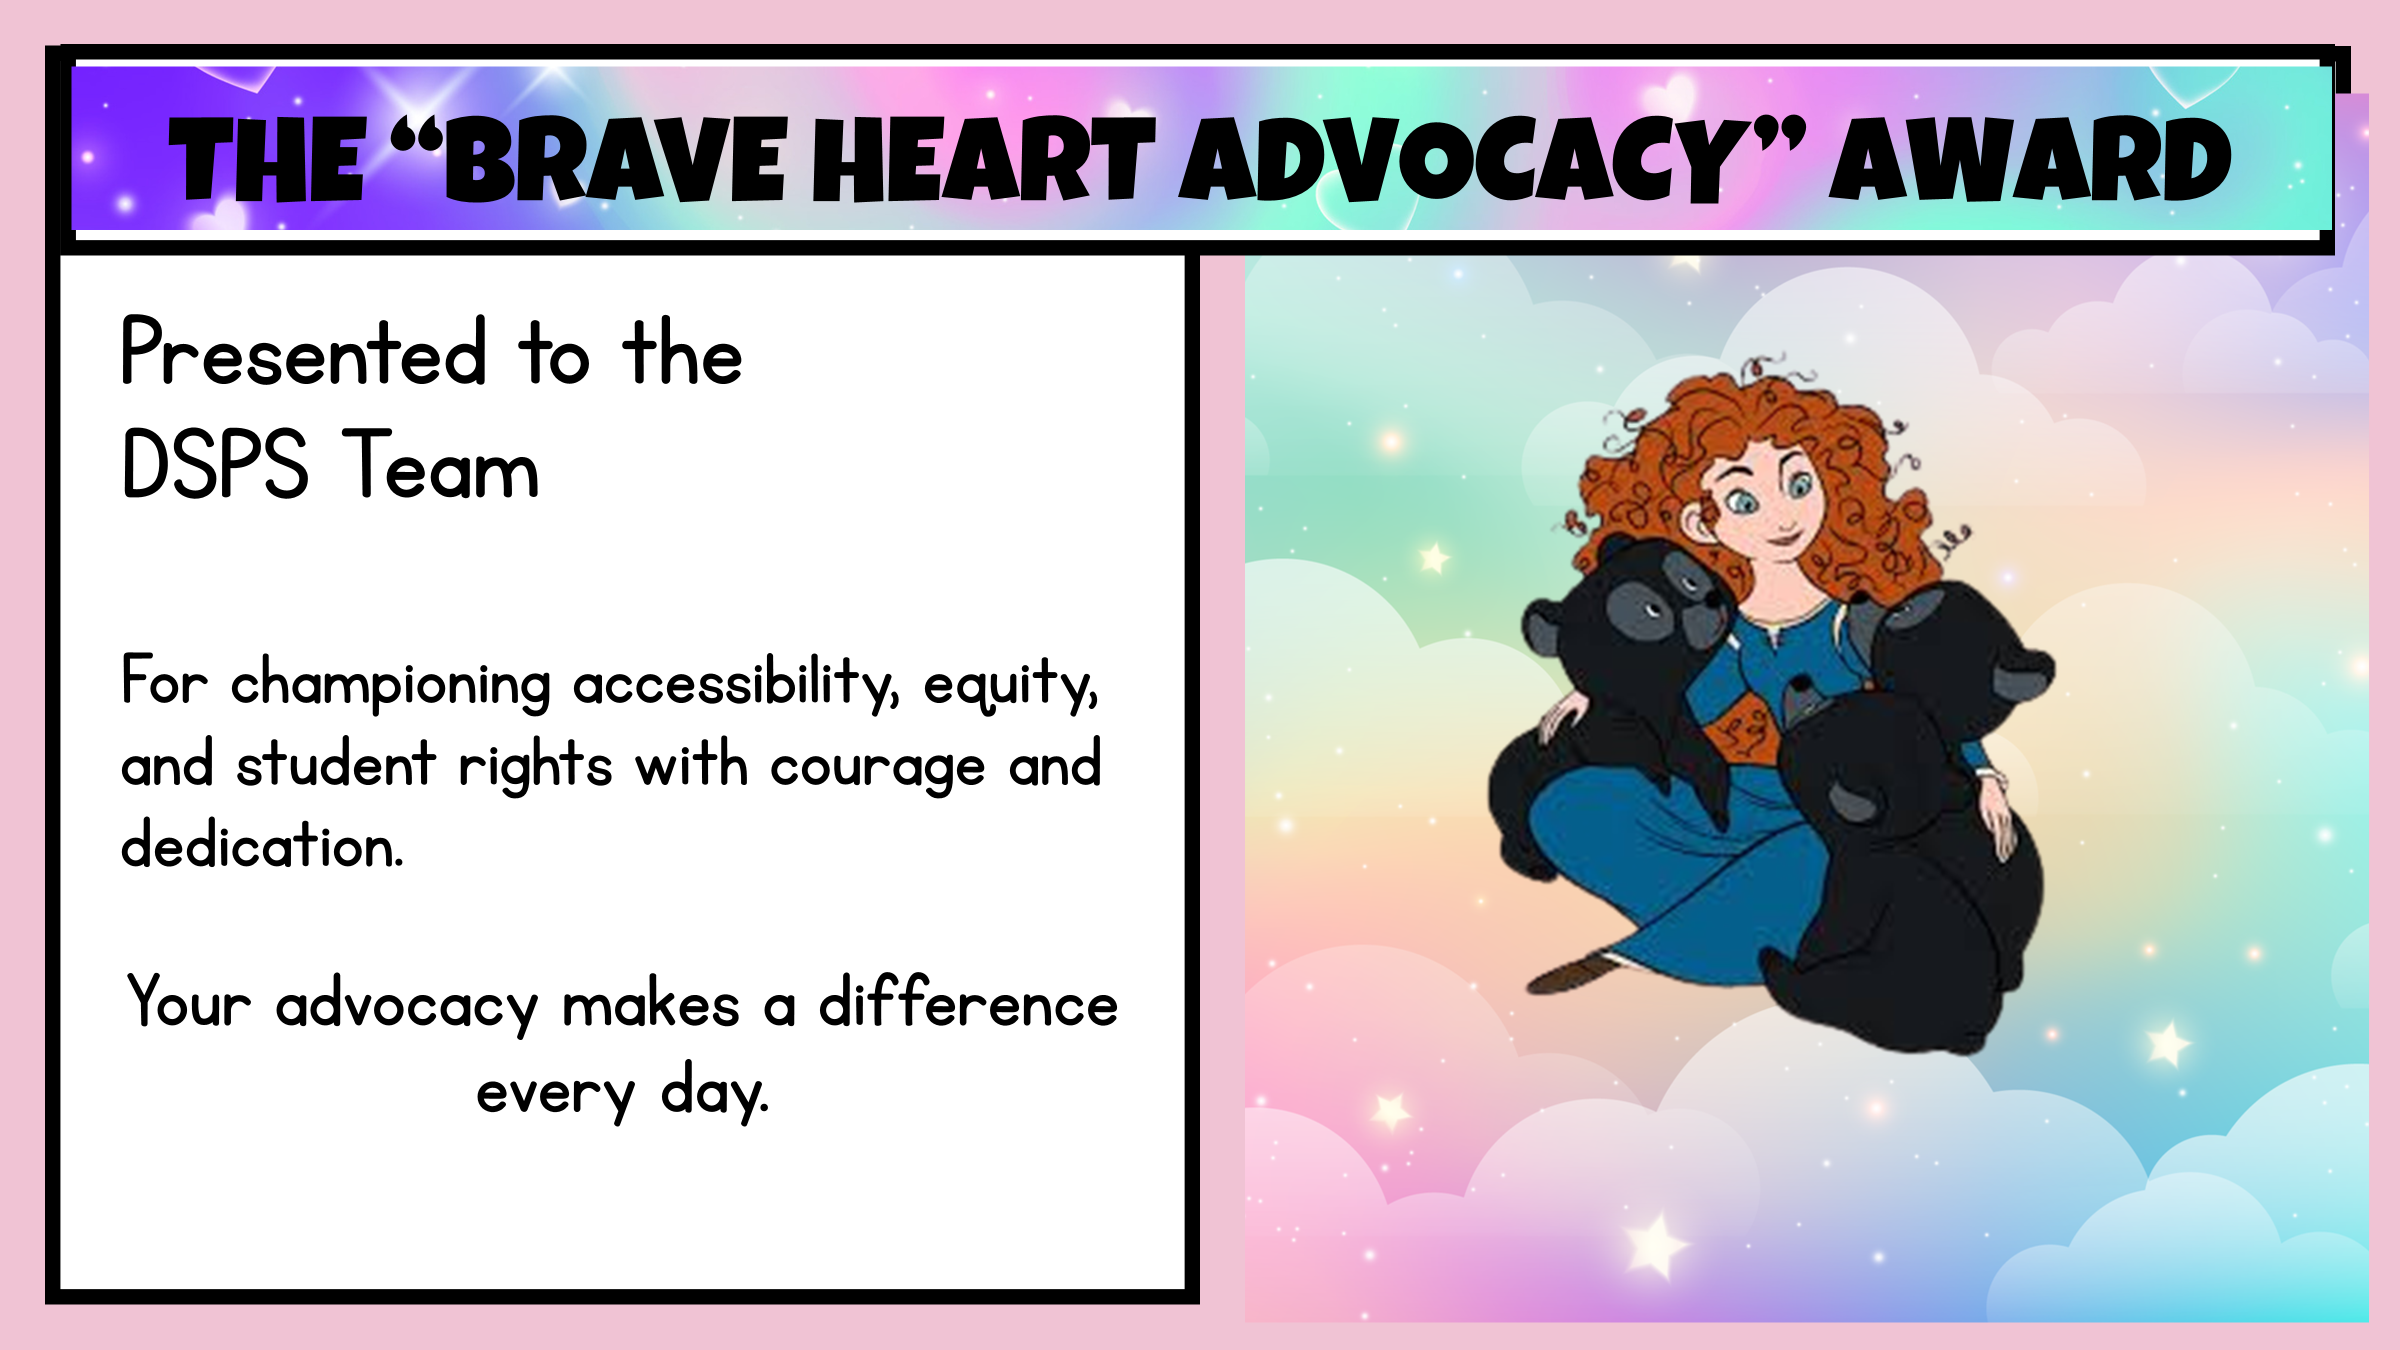 THE “BRAVE HEART ADVOCACY” AWARD
Presented to the
DSPS Team
For championing accessibility, equity,
and student rights with courage and
dedication.
Your advocacy makes a difference
every day.